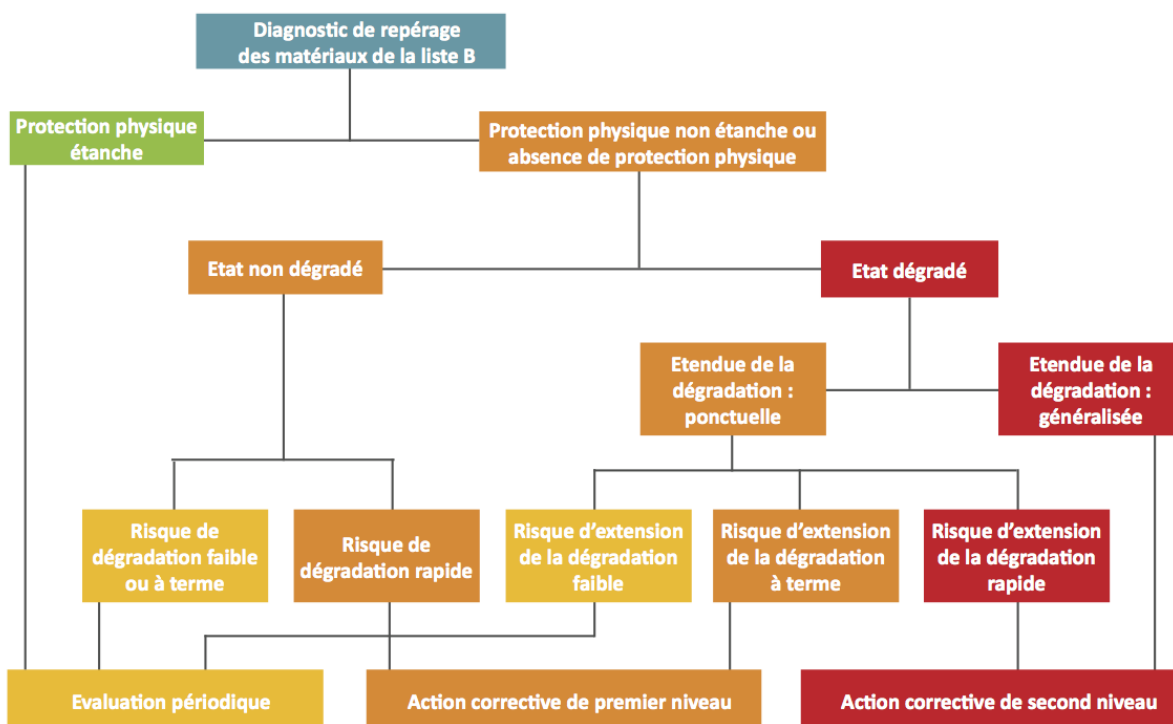 Diagnostic de repérage
des matériaux de la liste B
Protection physique
étanche
Protection physique non étanche ou
absence de protection physique
Etat non dégradé
Etat dégradé
Etendue de la
dégradation :
ponctuelle
Etendue de la
dégradation :
généralisée
Risque de
dégradation faible
ou à terme
Risque de
dégradation rapide
Risque d’extension
de la dégradation
faible
Risque d’extension
de la dégradation
à terme
Risque d’extension
de la dégradation
rapide
Evaluation périodique
Action corrective de premier niveau
Action corrective de second niveau